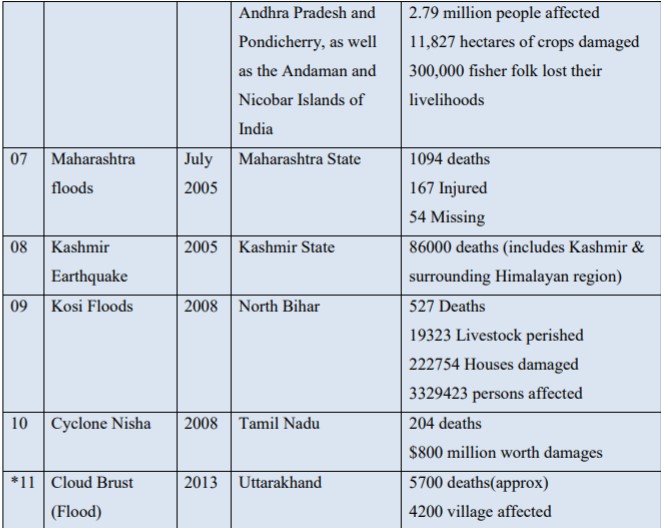 Andhra Pradesh and
Pondicherry, as well
as the Andaman and
Nicobar Islands of
India
2.79 million people affected
11,827 hectares of crops damaged
300,000 fisher folk lost their
livelihoods
07
Maharashtra
floods
July
2005
Maharashtra State
1094 deaths
167 Injured
54 Missing
08
Kashmir
Earthquake
2005
Kashmir State
86000 deaths (includes Kashmir &
surrounding Himalayan region)
09
Kosi Floods
2008
North Bihar
527 Deaths
19323 Livestock perished
222754 Houses damaged
3329423 persons affected
10
Cyclone Nisha
2008
Tamil Nadu
204 deaths
$800 million worth damages
*11
Cloud Brust
(Flood)
2013
Uttarakhand
5700 deaths(approx)
4200 village affected